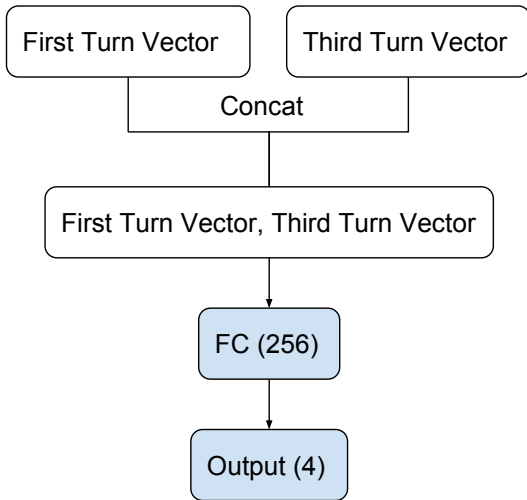 First Turn Vector
Third Turn Vector
Concat
First Turn Vector, Third Turn Vector
FC (256)
Output (4)